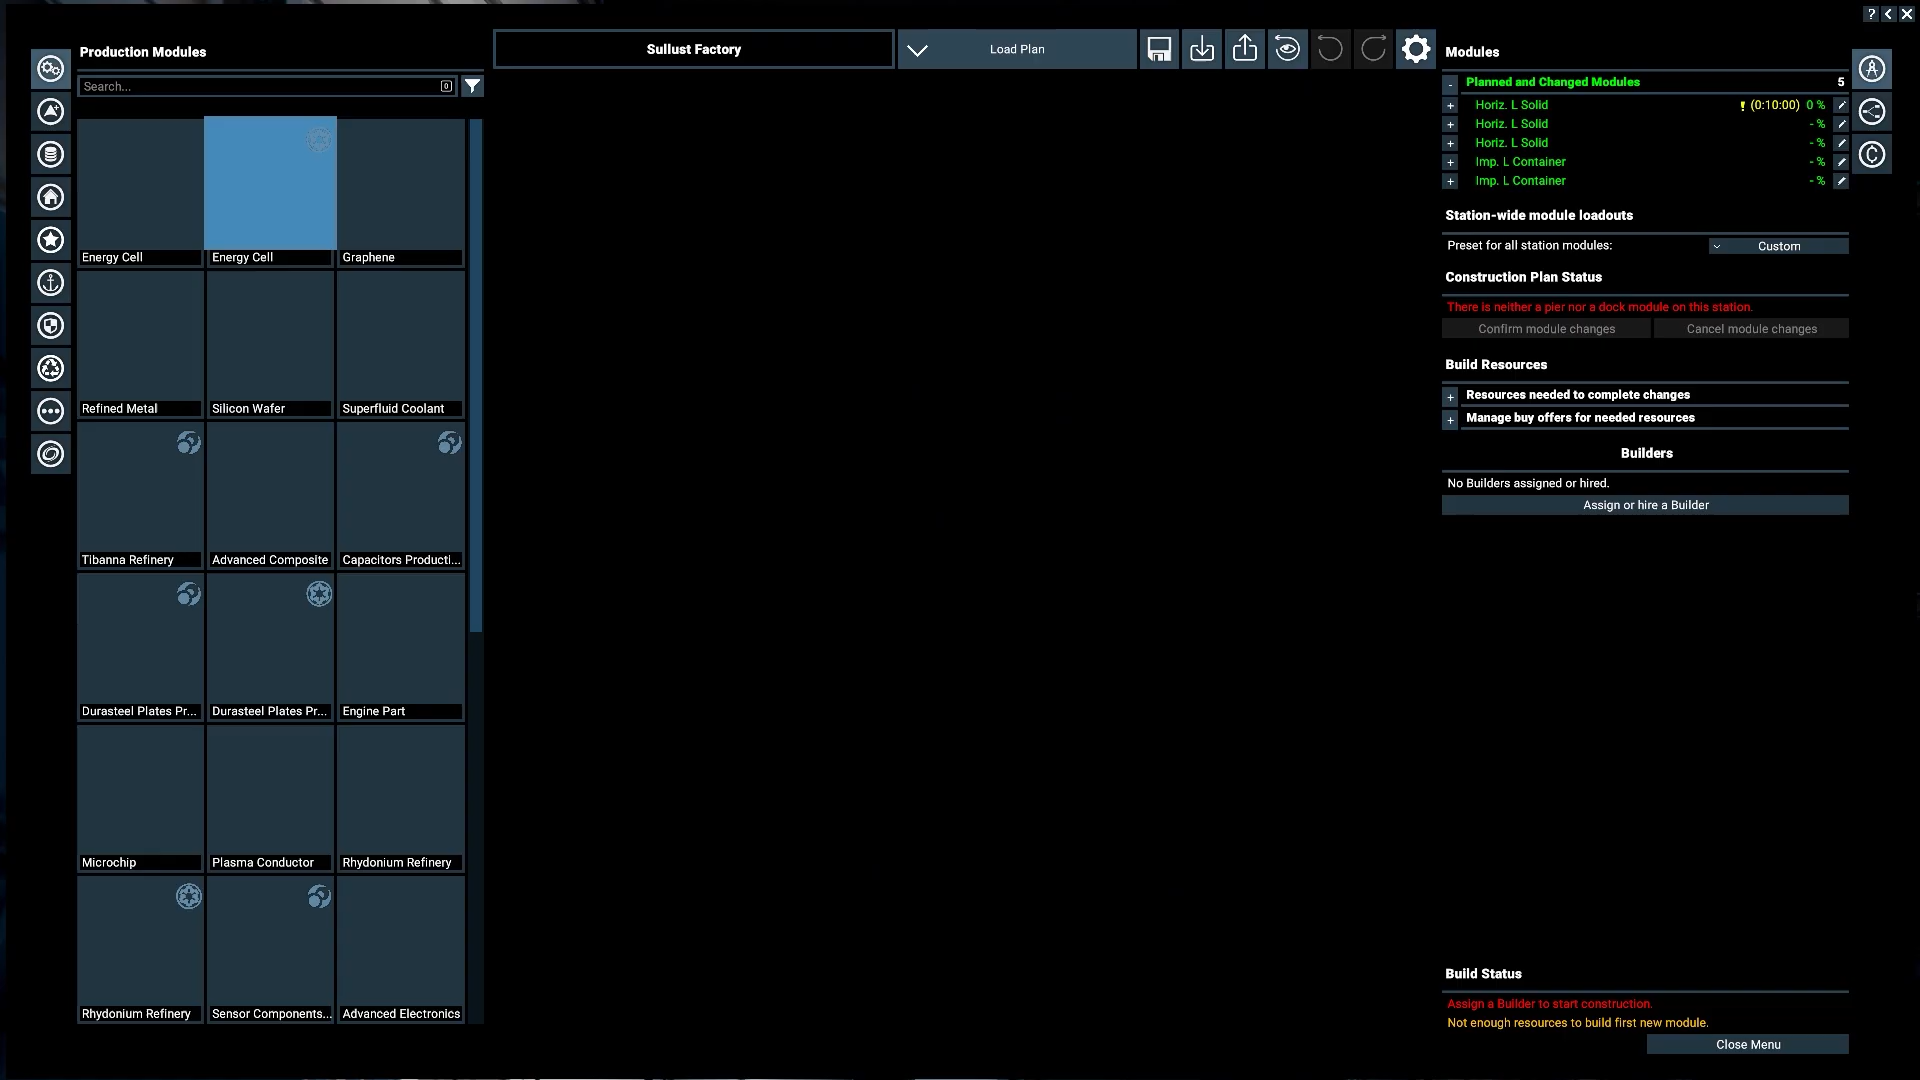 Production Modules
Search...
0
Energy Cell
Energy Cell
Graphene
Refined Metal
Silicon Wafer
Superfluid Coolant
Tibanna Refinery
Advanced Composite
Capacitors Producti...
Durasteel Plates Pr...
Durasteel Plates Pr...
Engine Part
Microchip
Plasma Conductor
Rhydonium Refinery
Rhydonium Refinery
Sensor Components...
Advanced Electronics
Sullust Factory
Load Plan
Modules
- Planned and Changed Modules 5
+ Horiz. L Solid ! (0:10:00) 0 %
+ Horiz. L Solid - %
+ Horiz. L Solid - %
+ Imp. L Container - %
+ Imp. L Container - %
Station-wide module loadouts
Preset for all station modules: Custom
Construction Plan Status
There is neither a pier nor a dock module on this station.
Confirm module changes
Cancel module changes
Build Resources
+ Resources needed to complete changes
+ Manage buy offers for needed resources
Builders
No Builders assigned or hired.
Assign or hire a Builder
Build Status
Assign a Builder to start construction.
Not enough resources to build first new module.
Close Menu